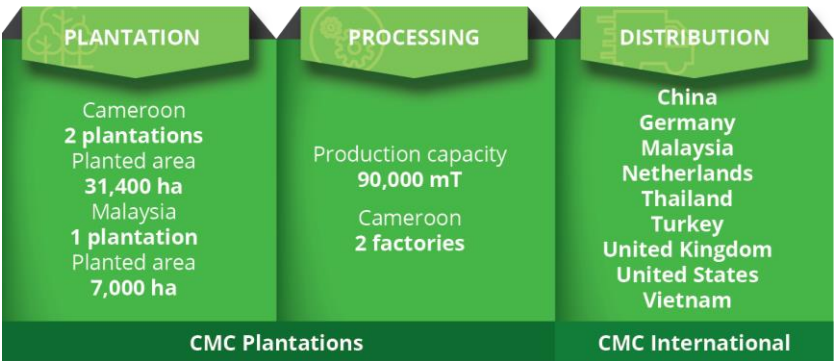 PLANTATION
Cameroon
2 plantations
Planted area
31,400 ha
Malaysia
1 plantation
Planted area
7,000 ha
PROCESSING
Production capacity
90,000 mT
Cameroon
2 factories
DISTRIBUTION
China
Germany
Malaysia
Netherlands
Thailand
Turkey
United Kingdom
United States
Vietnam
CMC Plantations
CMC International